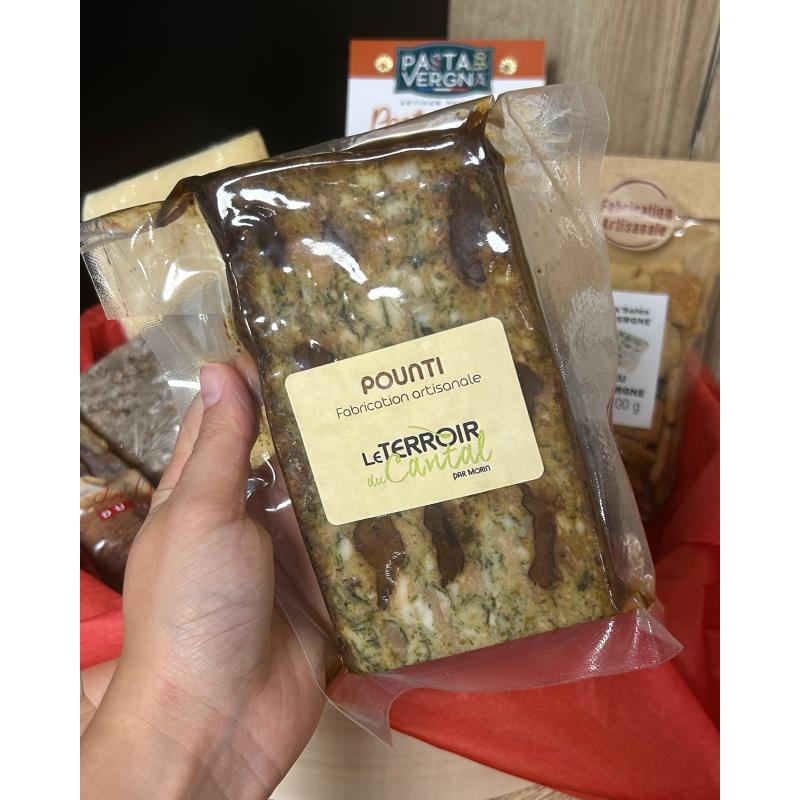 PASTA
VERGNA
POUNTI
Fabrication artisanale
LE TERROIR
du Cantal
PAR MORIN
Fabrication
Artisanale